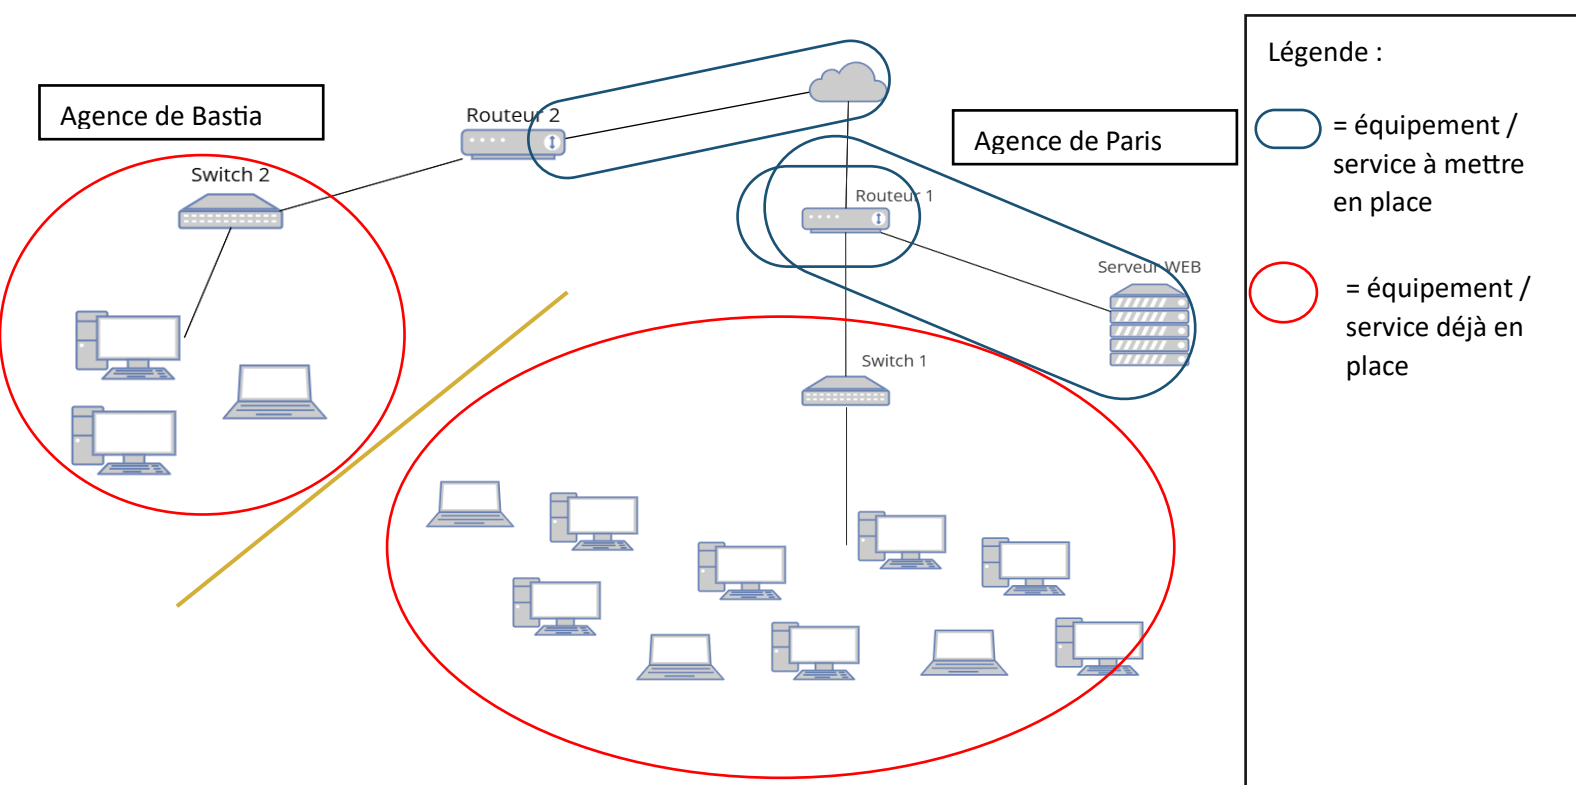 Agence de Bastia
Switch 2
Routeur 2
Agence de Paris
Routeur 1
Serveur WEB
Switch 1
Légende :
= équipement /
service à mettre
en place
= équipement /
service déjà en
place